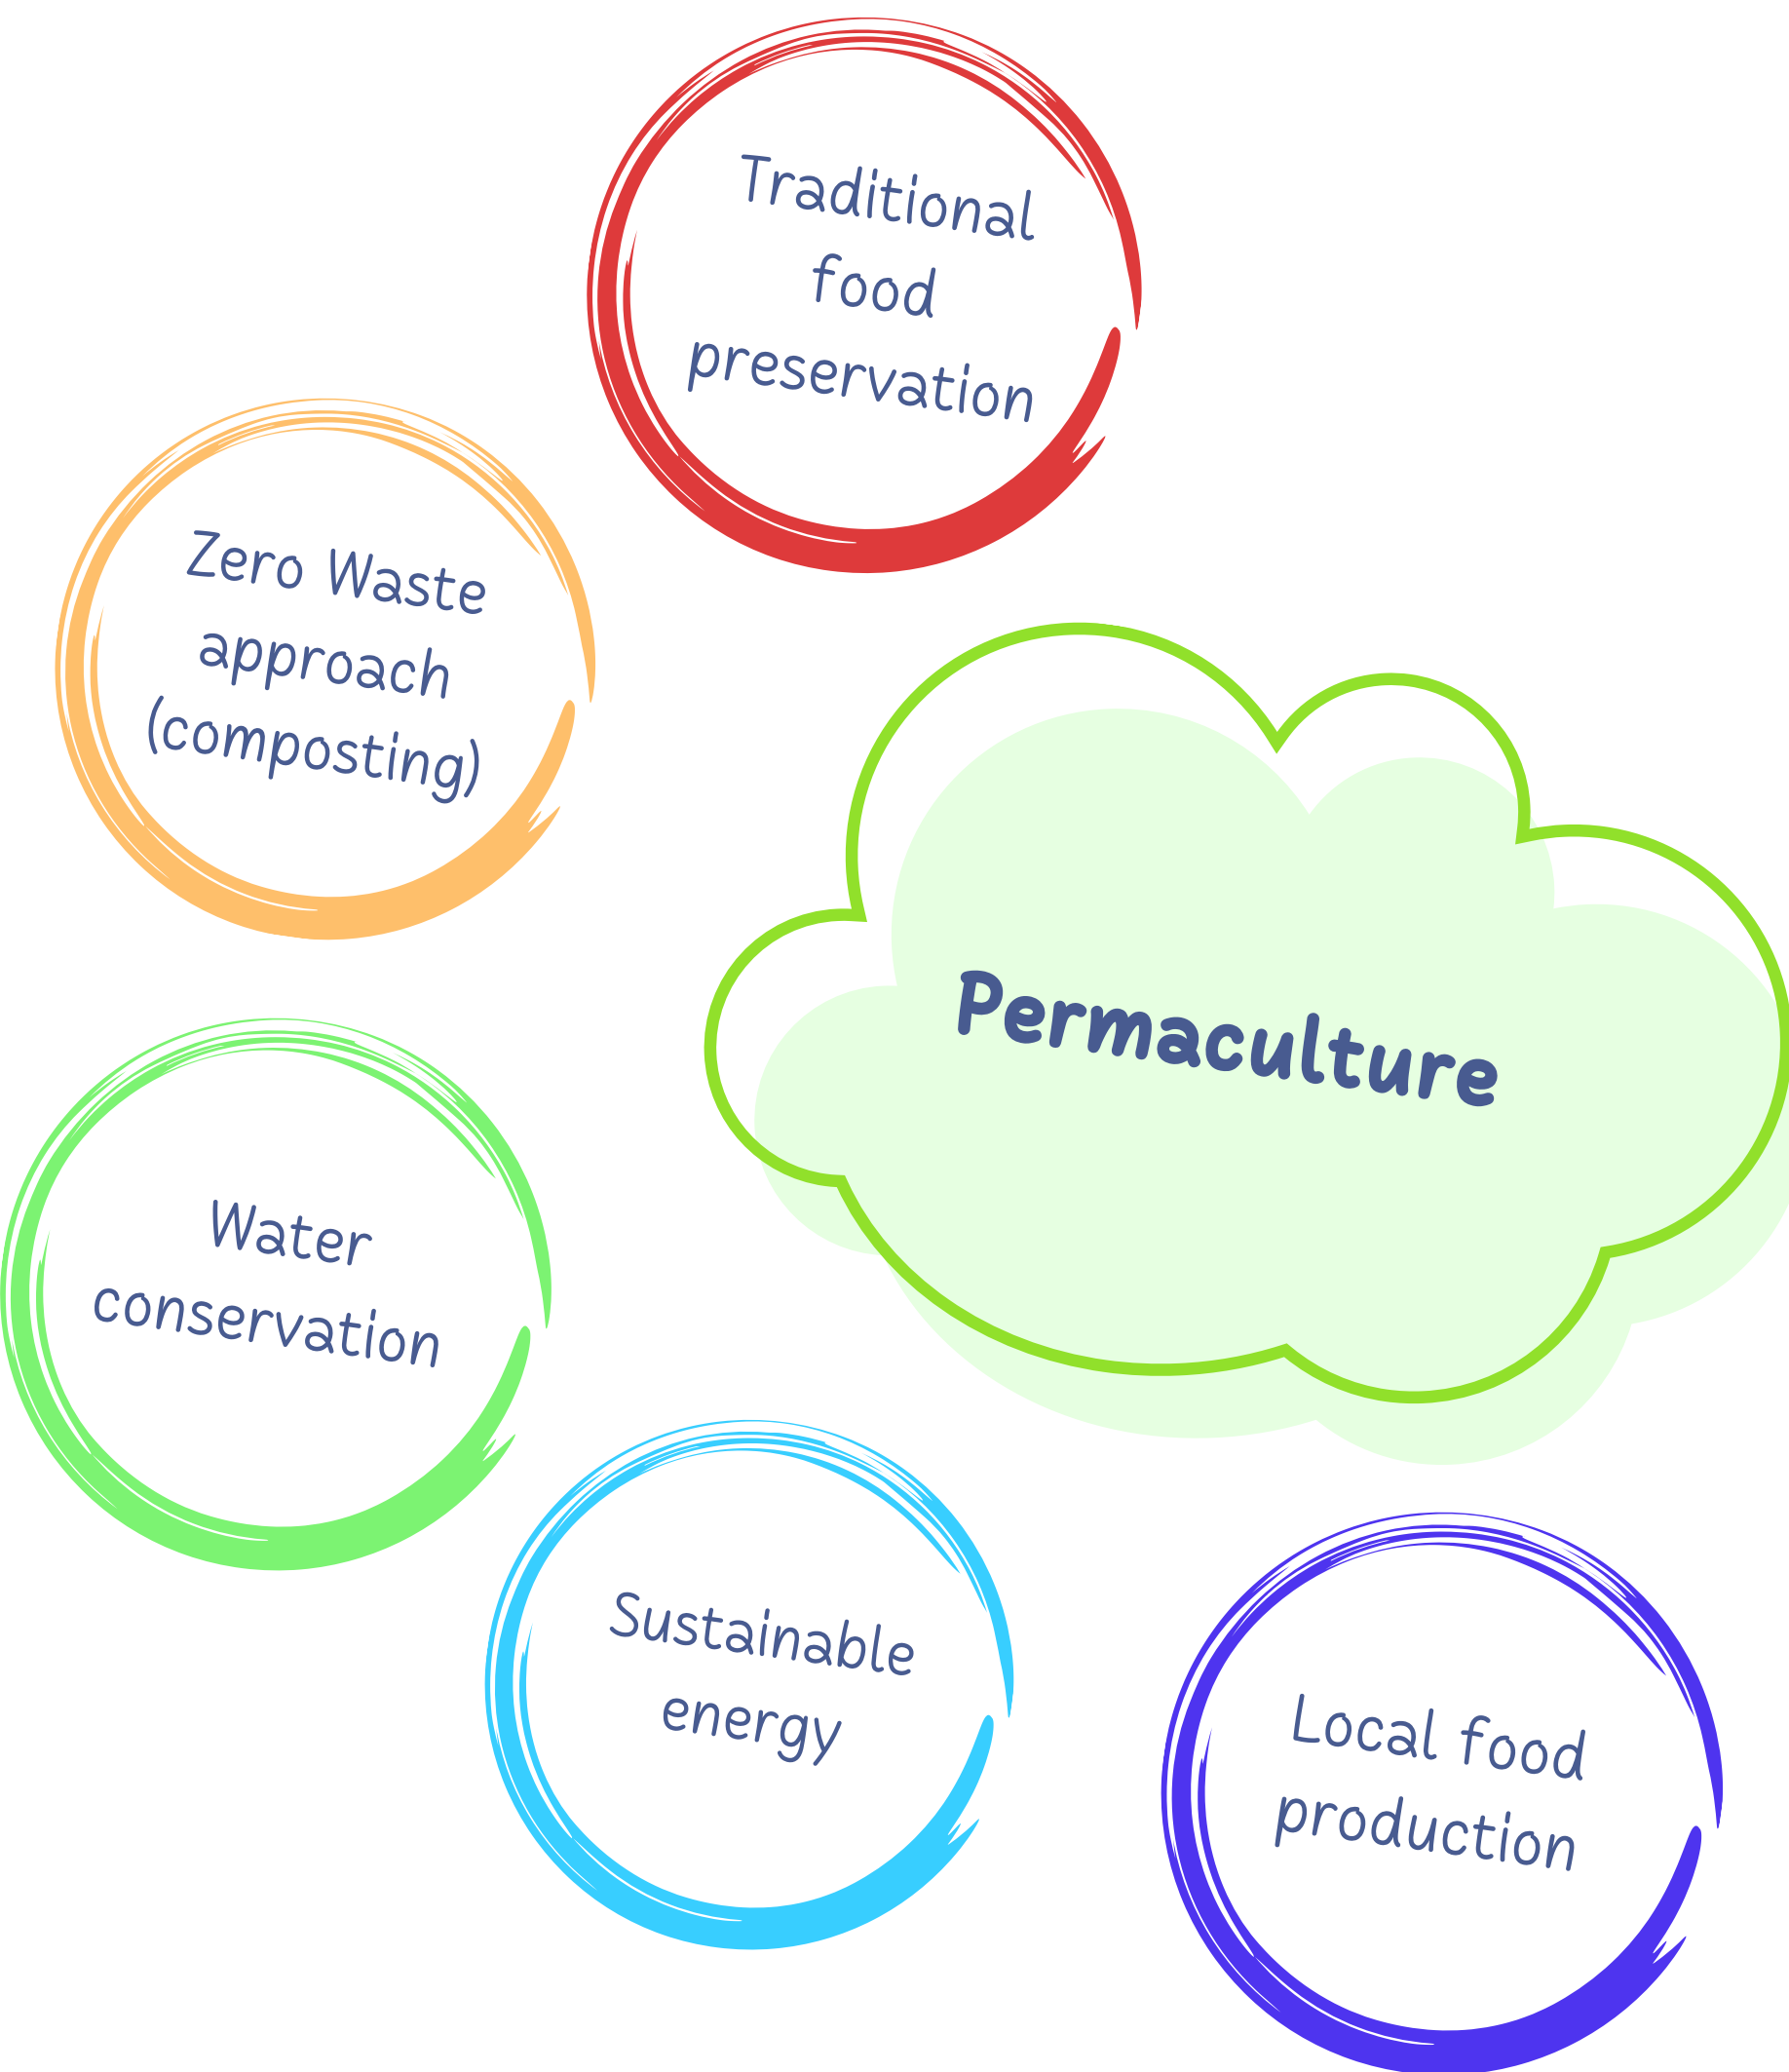 Traditional
food
preservation
Zero Waste
approach
(composting)
Permaculture
Water
conservation
Sustainable
energy
Local food
production